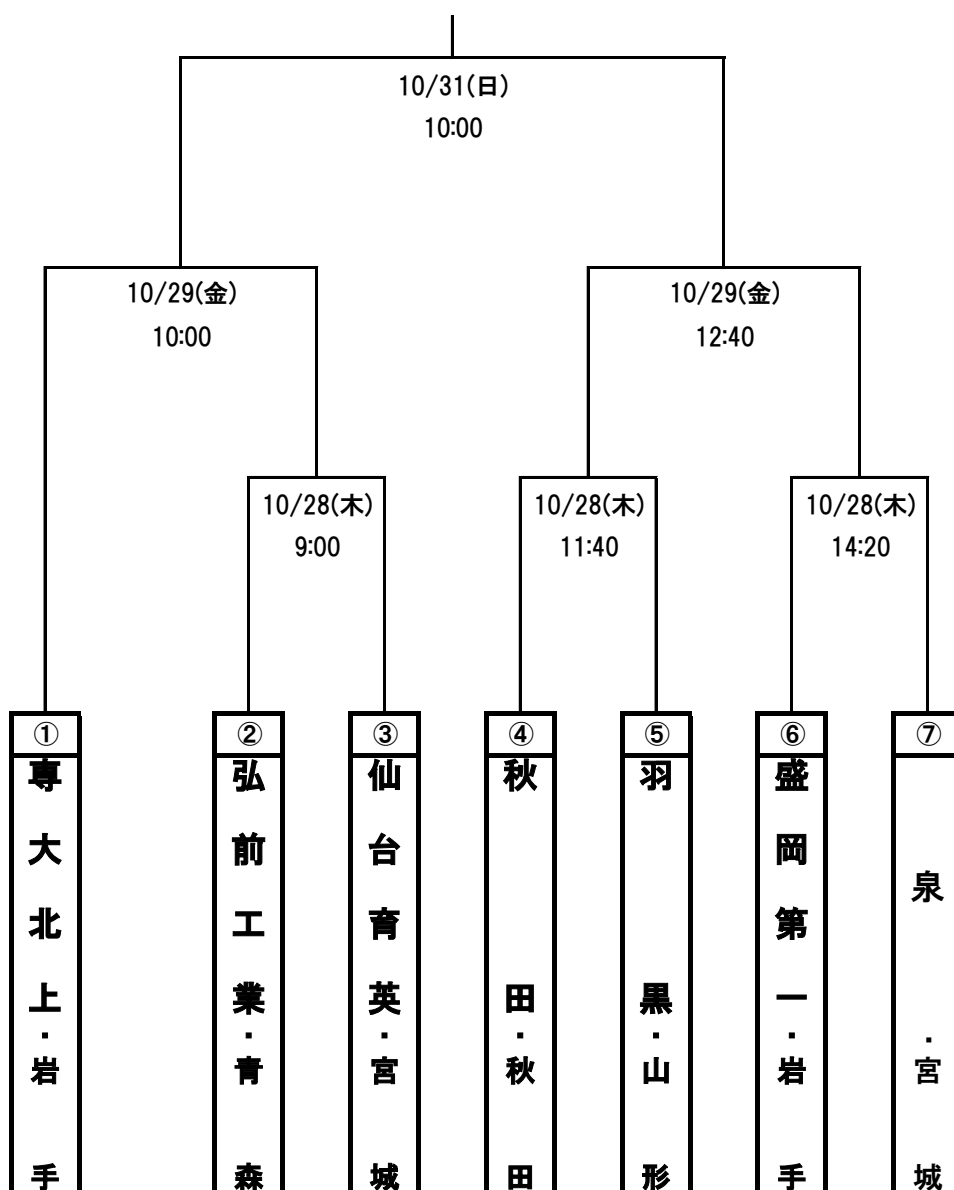 10/31(日)
10:00
10/29(金)
10:00
10/29(金)
12:40
10/28(木)
9:00
10/28(木)
11:40
10/28(木)
14:20
①
専大北上・岩手
②
弘前工業・青森
③
仙台育英・宮城
④
秋田・秋田
⑤
羽黒・山形
⑥
盛岡第一・岩手
⑦
泉・宮城